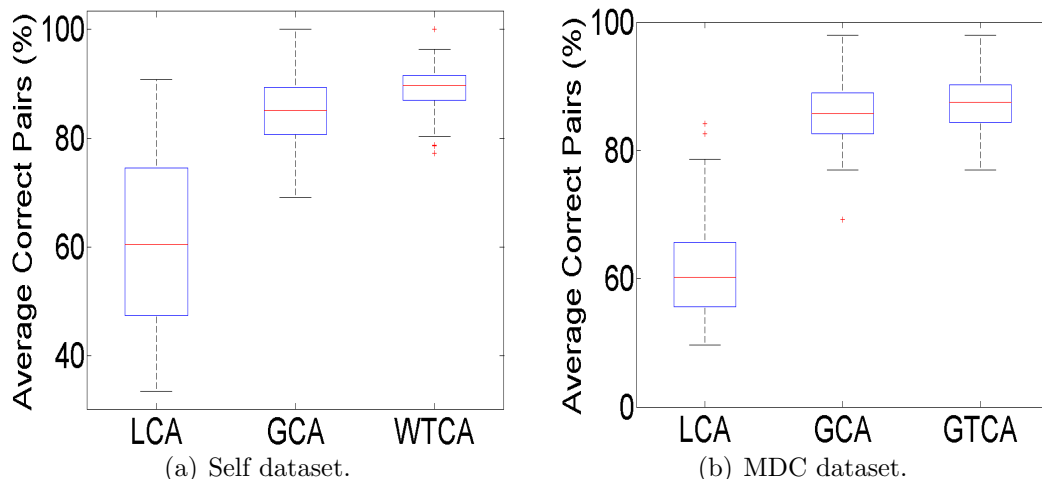 Average Correct Pairs (%)
100
80
60
40
LCA GCA WTCA
(a) Self dataset.
Average Correct Pairs (%)
100
80
60
0
LCA GCA GTCA
(b) MDC dataset.